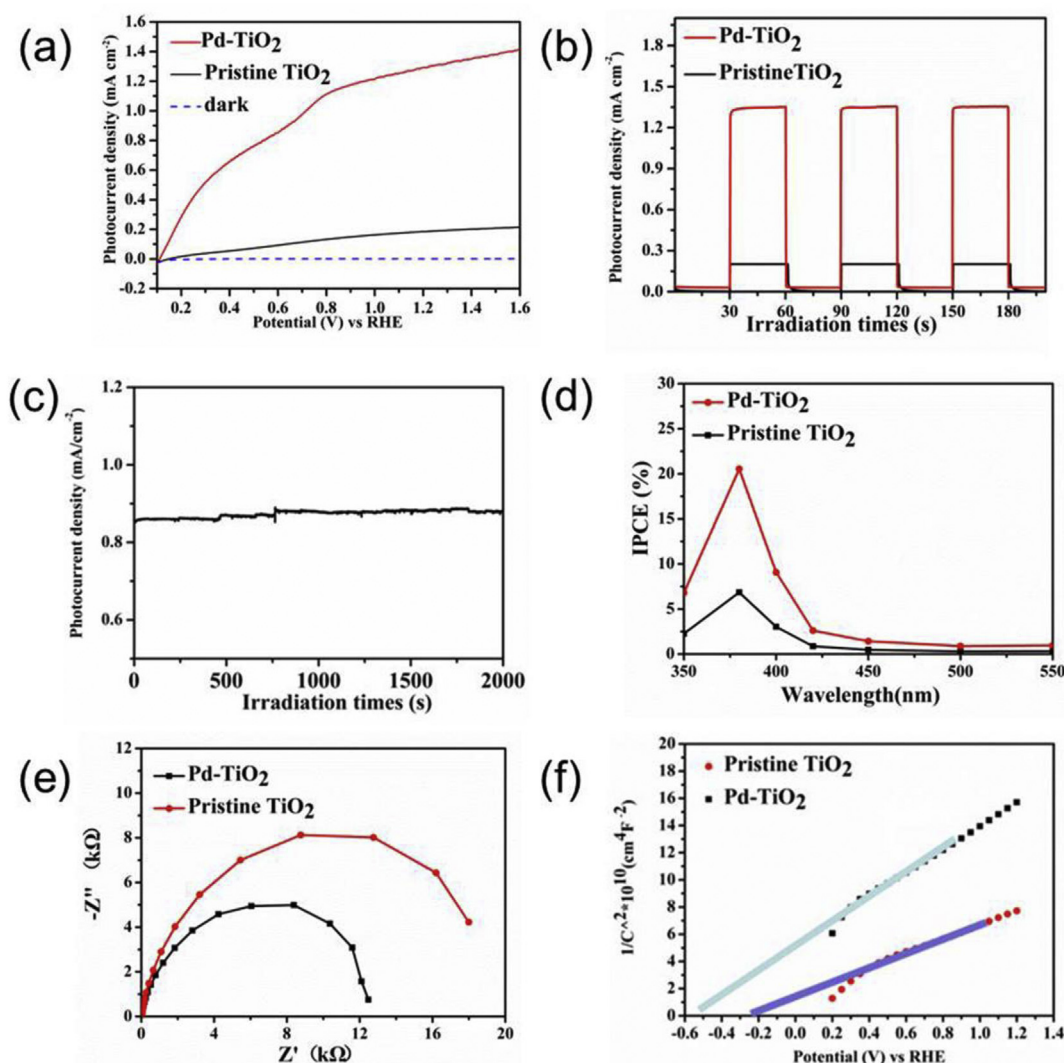 (a)
Pd-TiO2
Pristine TiO2
dark
Photocurrent density (mA cm-2)
1.6
1.4
1.2
1.0
0.8
0.6
0.4
0.2
0.0
-0.2
0.2 0.4 0.6 0.8 1.0 1.2 1.4 1.6
Potential (V) vs RHE
(b)
Pd-TiO2
PristineTiO2
Photocurrent density (mA cm-2)
1.8
1.5
1.2
0.9
0.6
0.3
0.0
30 60 90 120 150 180
Irradiation times (s)
(c)
Photocurrent density (mA/cm-2)
1.2
1.0
0.8
0.6
0 500 1000 1500 2000
Irradiation times (s)
(d)
Pd-TiO2
Pristine TiO2
IPCE (%)
30
25
20
15
10
5
0
350 400 450 500 550
Wavelength(nm)
(e)
Pd-TiO2
Pristine TiO2
-Z'' (kΩ)
12
10
8
6
4
2
0
0 4 8 12 16 20
Z' (kΩ)
(f)
Pristine TiO2
Pd-TiO2
1/C^2*10^10(cm4F-2)
20
18
16
14
12
10
8
6
4
2
0
-0.6 -0.4 -0.2 0.0 0.2 0.4 0.6 0.8 1.0 1.2 1.4
Potential (V) vs RHE